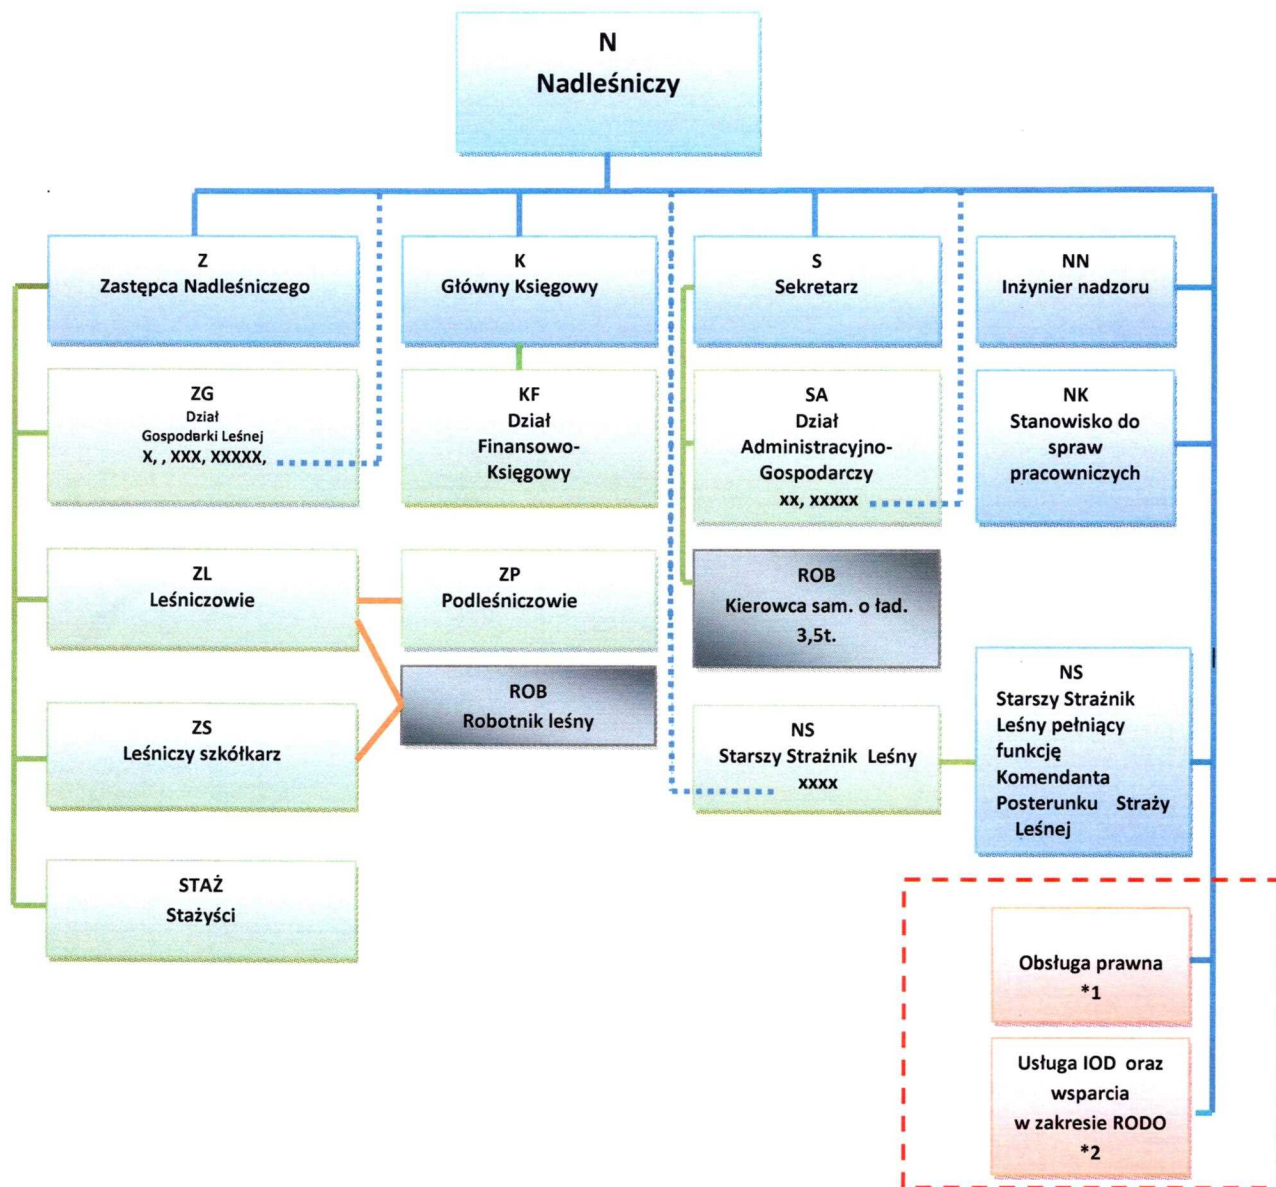 N
Nadleśniczy
Z
Zastępca Nadleśniczego
K
Główny Księgowy
S
Sekretarz
NN
Inżynier nadzoru
ZG
Dział
Gospodarki Leśnej
X, , XXX, XXXXX,
KF
Dział
Finansowo-
Księgowy
SA
Dział
Administracyjno-
Gospodarczy
xx, xxxxx
NK
Stanowisko do
spraw
pracowniczych
ZL
Leśniczowie
ZP
Podleśniczowie
ROB
Kierowca sam. o ład.
3,5t.
ROB
Robotnik leśny
ZS
Leśniczy szkółkarz
NS
Starszy Strażnik Leśny
xxxx
NS
Starszy Strażnik
Leśny pełniący
funkcję
Komendanta
Posterunku Straży
Leśnej
STAŻ
Stażyści
Obsługa prawna
*1
Usługa IOD oraz
wsparcia
w zakresie RODO
*2